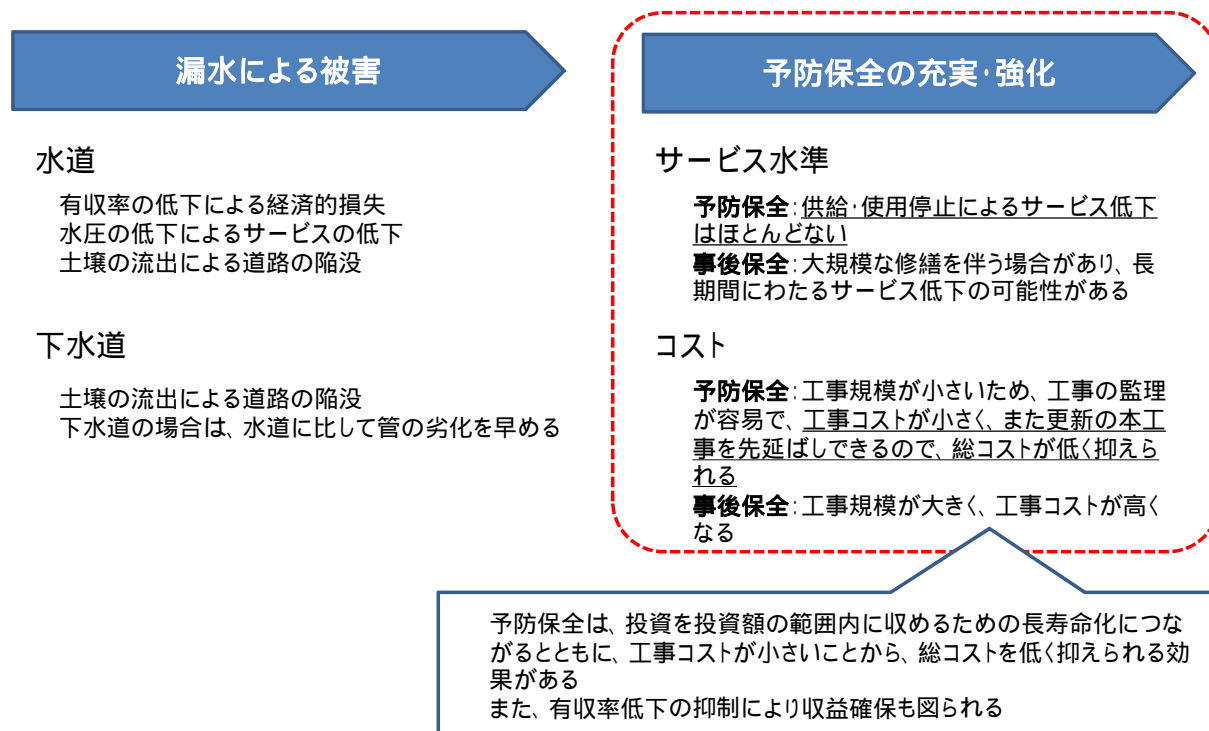 漏水による被害
水道
有収率の低下による経済的損失
水圧の低下によるサービスの低下
土壌の流出による道路の陥没
下水道
土壌の流出による道路の陥没
下水道の場合は、水道に比して管の劣化を早める
予防保全の充実・強化
サービス水準
予防保全：供給・使用停止によるサービス低下
はほとんどない
事後保全：大規模な修繕を伴う場合があり、長
期間にわたるサービス低下の可能性がある
コスト
予防保全：工事規模が小さいため、工事の監理
が容易で、工事コストが小さく、また更新の本工
事を先延ばしできるので、総コストが低く抑えら
れる
事後保全：工事規模が大きく、工事コストが高く
なる
予防保全は、投資を投資額の範囲内に収めるための長寿命化につな
がるとともに、工事コストが小さいことから、総コストを低く抑えられる効
果がある
また、有収率低下の抑制により収益確保も図られる